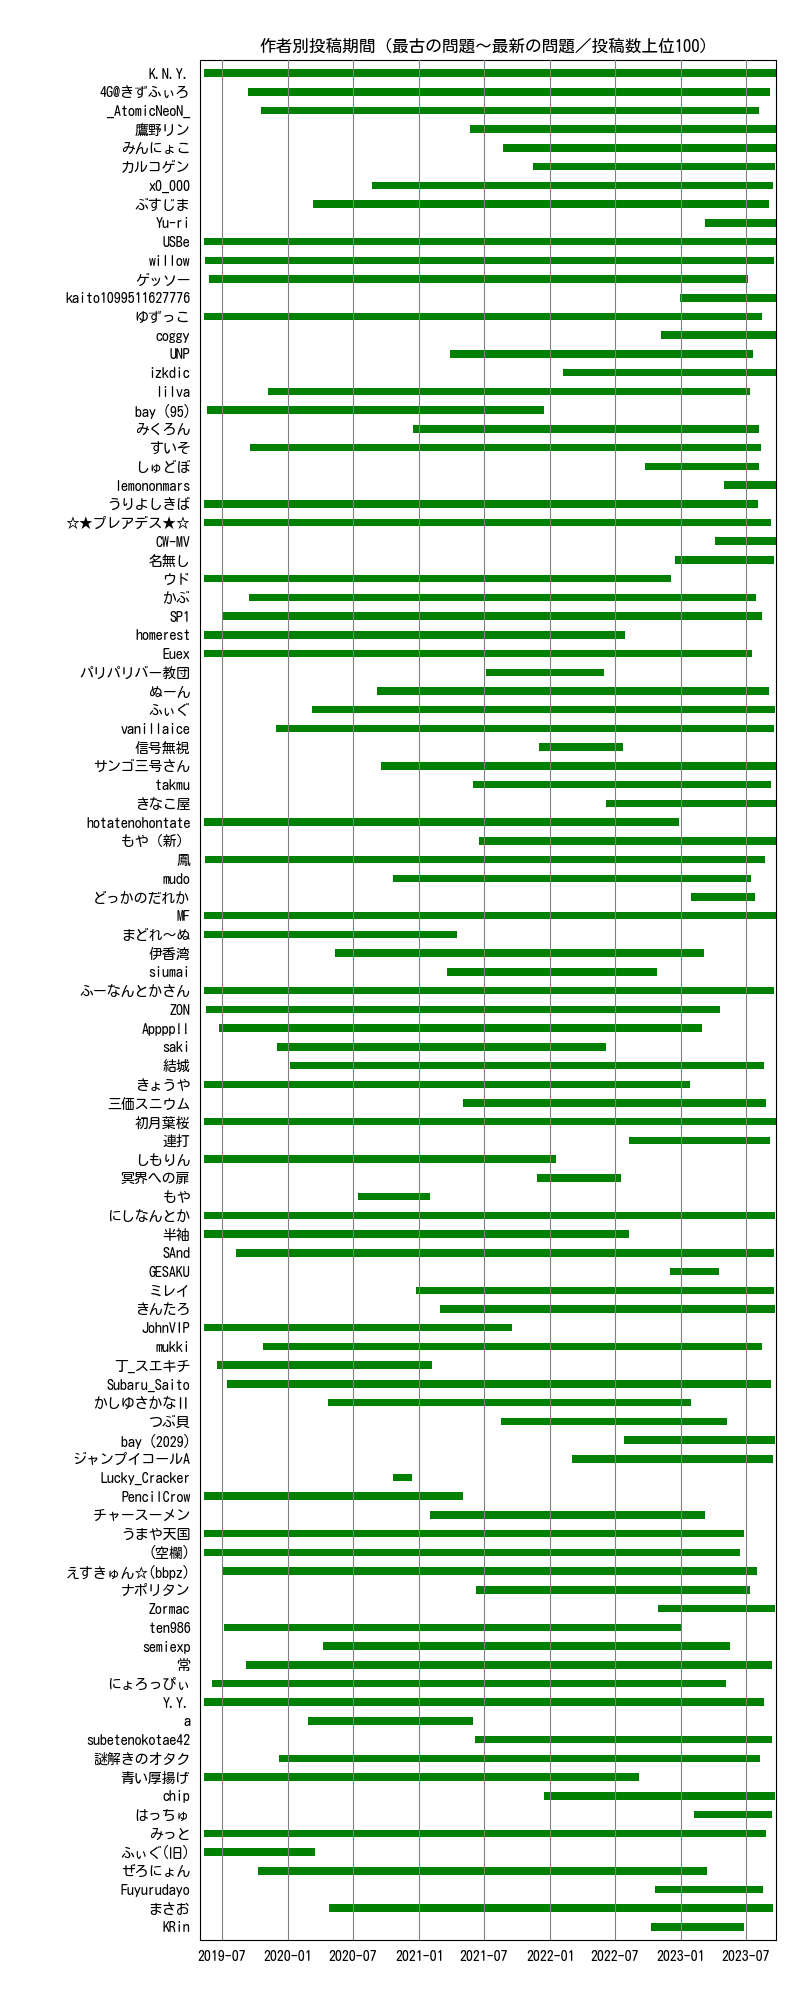 作者別投稿期間（最古の問題～最新の問題／投稿数上位100）
K.N.Y.
4G@きずふぃろ
_AtomicNeoN_
鷹野リン
みんにょこ
カルコゲン
x0_000
ぶすじま
Yu-ri
USBe
willow
ゲッソー
kaito1099511627776
ゆずっこ
coggy
UNP
izkdic
lilva
bay (95)
みくろん
すいそ
しゅどぼ
lemononmars
うりよしきば
☆★プレアデス★☆
CW-MV
名無し
ウド
かぶ
SP1
homerest
Euex
パリパリバー教団
ぬーん
ふぃぐ
vanillaice
信号無視
サンゴ三号さん
takmu
きなこ屋
hotatenohontate
もや（新）
鳳
mudo
どっかのだれか
MF
まどれ～ぬ
伊香湾
siumai
ふーなんとかさん
ZON
Appppll
saki
結城
きょうや
三価スニウム
初月葉桜
連打
しもりん
冥界への扉
もや
にしなんとか
半袖
SAnd
GESAKU
ミレイ
きんたろ
JohnVIP
mukki
丁_スエキチ
Subaru_Saito
かしゆさかなⅡ
つぶ貝
bay (2029)
ジャンプイコールA
Lucky_Cracker
PencilCrow
チャースーメン
うまや天国
(空欄)
えすきゅん☆(bbpz)
ナポリタン
Zormac
ten986
semiexp
常
にょろっぴぃ
Y.Y.
a
subetenokotae42
謎解きのオタク
青い厚揚げ
chip
はっちゅ
みっと
ふぃぐ(旧)
ぜろにょん
Fuyurudayo
まさお
KRin
2019-07 2020-01 2020-07 2021-01 2021-07 2022-01 2022-07 2023-01 2023-07